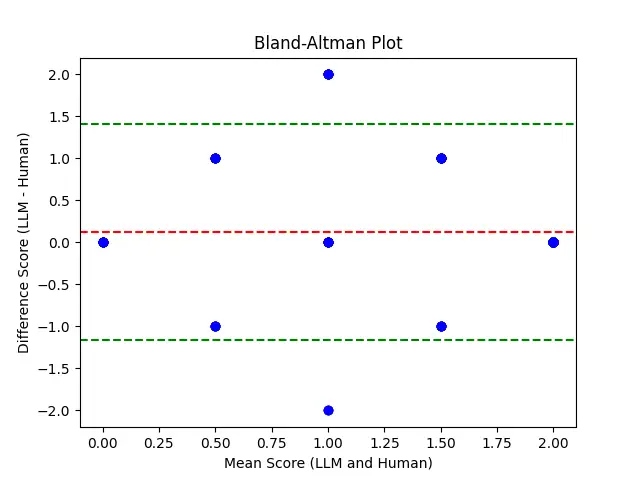 Bland-Altman Plot
2.0
1.5
1.0
0.5
0.0
−0.5
−1.0
−1.5
−2.0
Difference Score (LLM - Human)
0.00 0.25 0.50 0.75 1.00 1.25 1.50 1.75 2.00
Mean Score (LLM and Human)